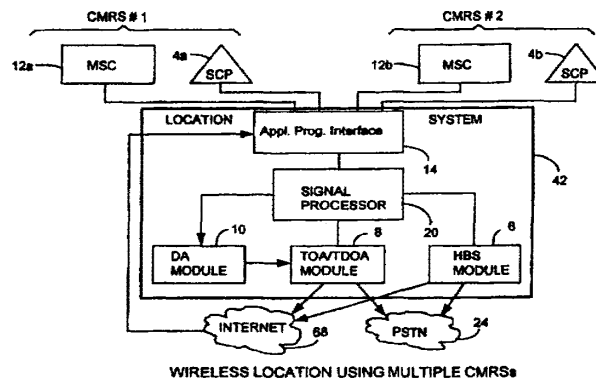 CMRS # 1
CMRS # 2
12a
MSC
4a
SCP
12b
MSC
4b
SCP
LOCATION
Appl. Prog. Interface
SYSTEM
14
42
SIGNAL
PROCESSOR
20
10
8
6
DA
MODULE
TOA/TDOA
MODULE
HBS
MODULE
INTERNET
68
PSTN
24
WIRELESS LOCATION USING MULTIPLE CMRSs